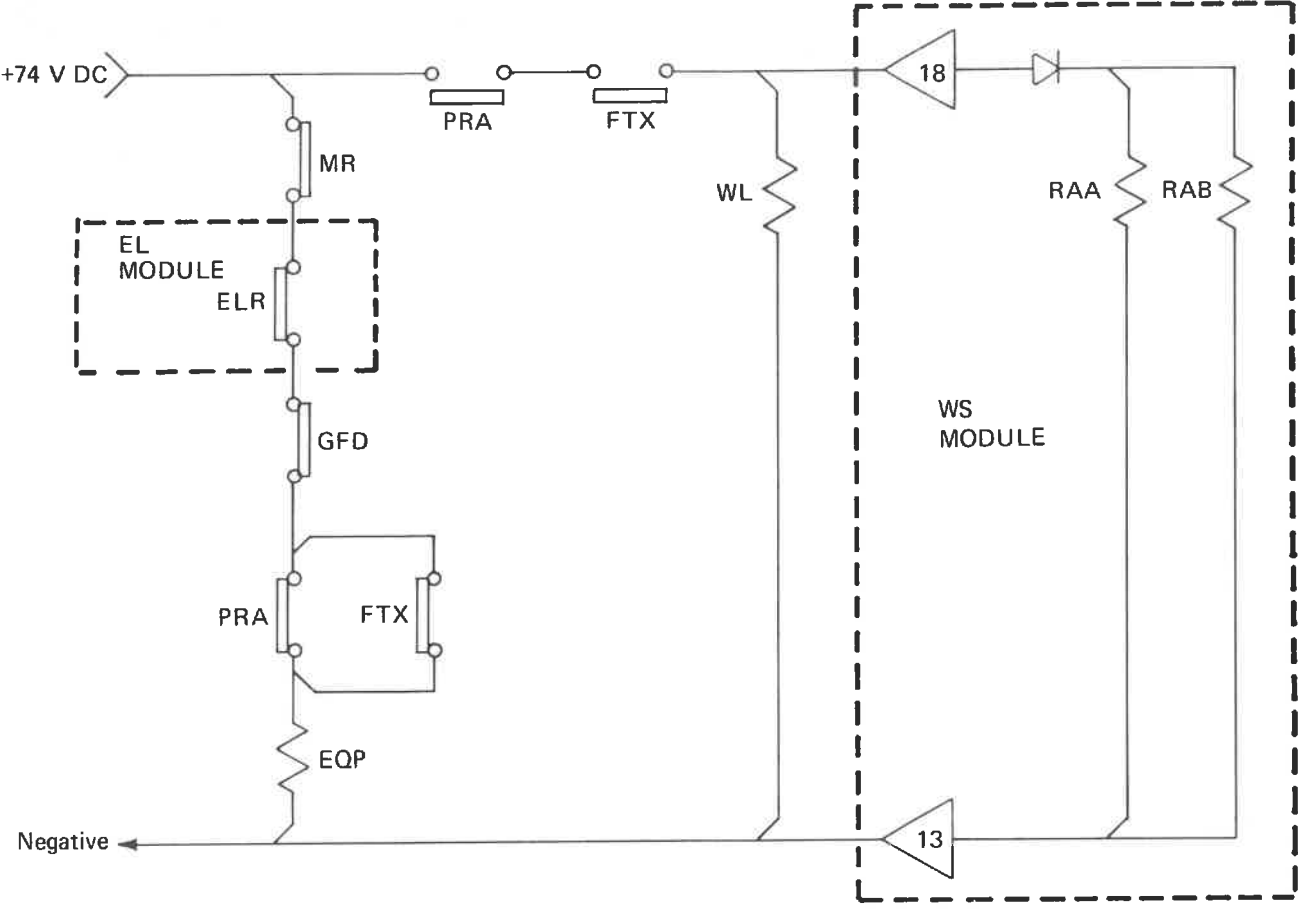 +74 V DC
PRA
FTX
18
MR
WL
RAA
RAB
EL
MODULE
ELR
WS
MODULE
GFD
PRA
FTX
EQP
Negative
13